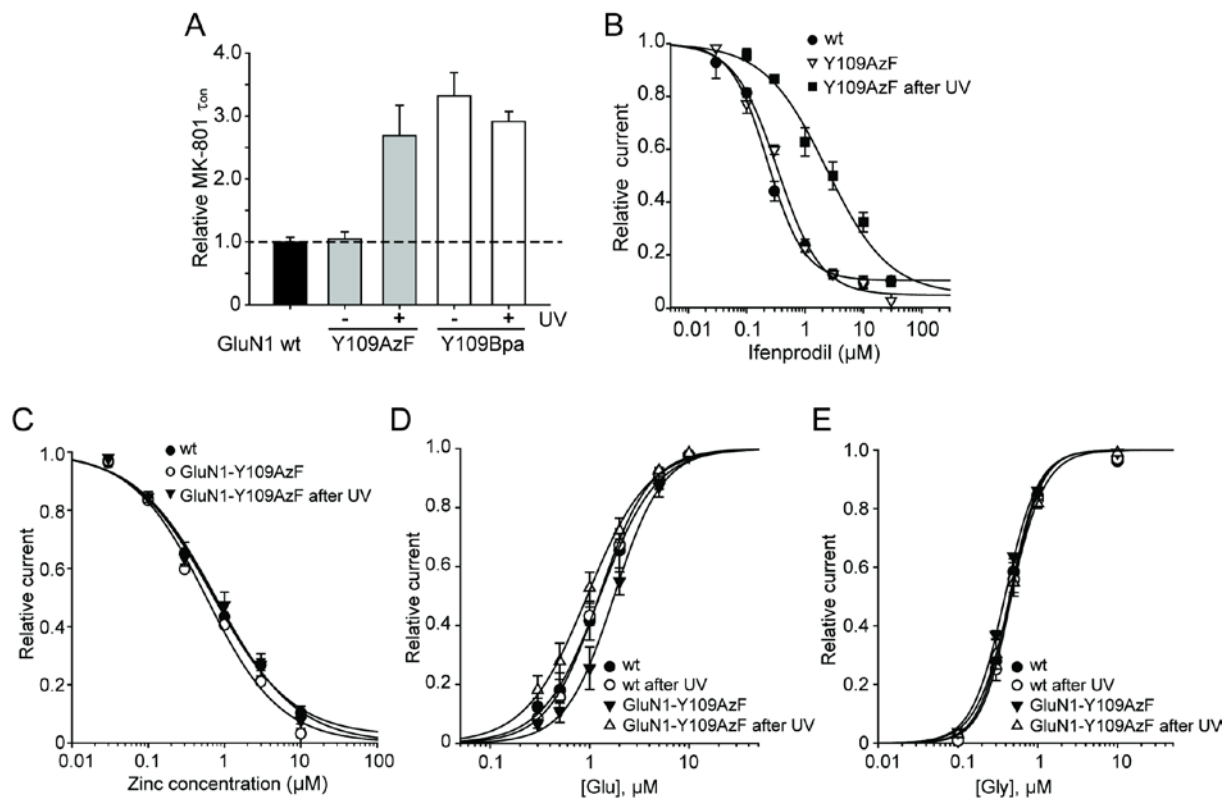 A
Relative MK-801 τon
4.0
3.0
2.0
1.0
0
- + - + UV
GluN1 wt Y109AzF Y109Bpa
B
wt
Y109AzF
Y109AzF after UV
Relative current
1.0
0.8
0.6
0.4
0.2
0
0.01 0.1 1 10 100
Ifenprodil (µM)
C
wt
GluN1-Y109AzF
GluN1-Y109AzF after UV
Relative current
1.0
0.8
0.6
0.4
0.2
0
0.01 0.1 1 10 100
Zinc concentration (µM)
D
Relative current
1.0
0.8
0.6
0.4
0.2
0
wt
wt after UV
GluN1-Y109AzF
GluN1-Y109AzF after UV
0.1 1 10
[Glu], µM
E
Relative current
1.0
0.8
0.6
0.4
0.2
0
wt
wt after UV
GluN1-Y109AzF
GluN1-Y109AzF after UV
0.01 0.1 1 10
[Gly], µM